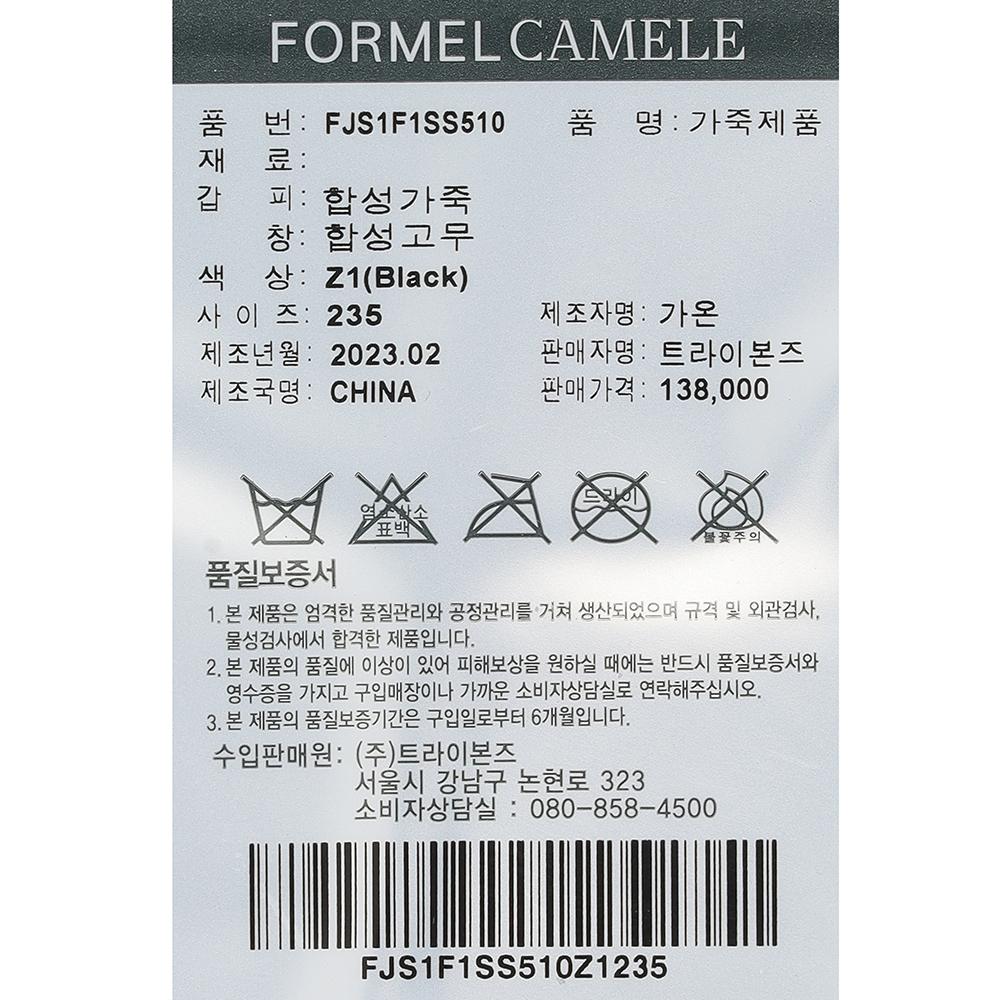 FORMEL CAMELE
품 번: FJS1F1SS510 품 명: 가죽제품
재 료:
갑 피: 합성가죽
창: 합성고무
색 상: Z1(Black)
사 이 즈: 235 제조자명: 가온
제조년월: 2023.02 판매자명: 트라이본즈
제조국명: CHINA 판매가격: 138,000
염소산소
표백
드라이
불꽃주의
품질보증서
1. 본 제품은 엄격한 품질관리와 공정관리를 거쳐 생산되었으며 규격 및 외관검사,
물성검사에서 합격한 제품입니다.
2. 본 제품의 품질에 이상이 있어 피해보상을 원하실 때에는 반드시 품질보증서와
영수증을 가지고 구입매장이나 가까운 소비자상담실로 연락해주십시오.
3. 본 제품의 품질보증기간은 구입일로부터 6개월입니다.
수입판매원: (주)트라이본즈
서울시 강남구 논현로 323
소비자상담실 : 080-858-4500
FJS1F1SS510Z1235